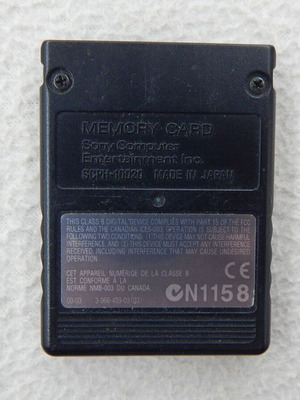 MEMORY CARD
Sony Computer
Entertainment Inc.
SCPH-10020 MADE IN JAPAN
THIS CLASS B DIGITAL DEVICE COMPLIES WITH PART 15 OF THE FCC
RULES AND THE CANADIAN ICES-003. OPERATION IS SUBJECT TO THE
FOLLOWING TWO CONDITIONS: (1) THIS DEVICE MAY NOT CAUSE HARMFUL
INTERFERENCE, AND (2) THIS DEVICE MUST ACCEPT ANY INTERFERENCE
RECEIVED, INCLUDING INTERFERENCE THAT MAY CAUSE UNDESIRED
OPERATION.
CET APPAREIL NUMÉRIQUE DE LA CLASSE B
EST CONFORME À LA
NORME NMB-003 DU CANADA.
CE
N1158